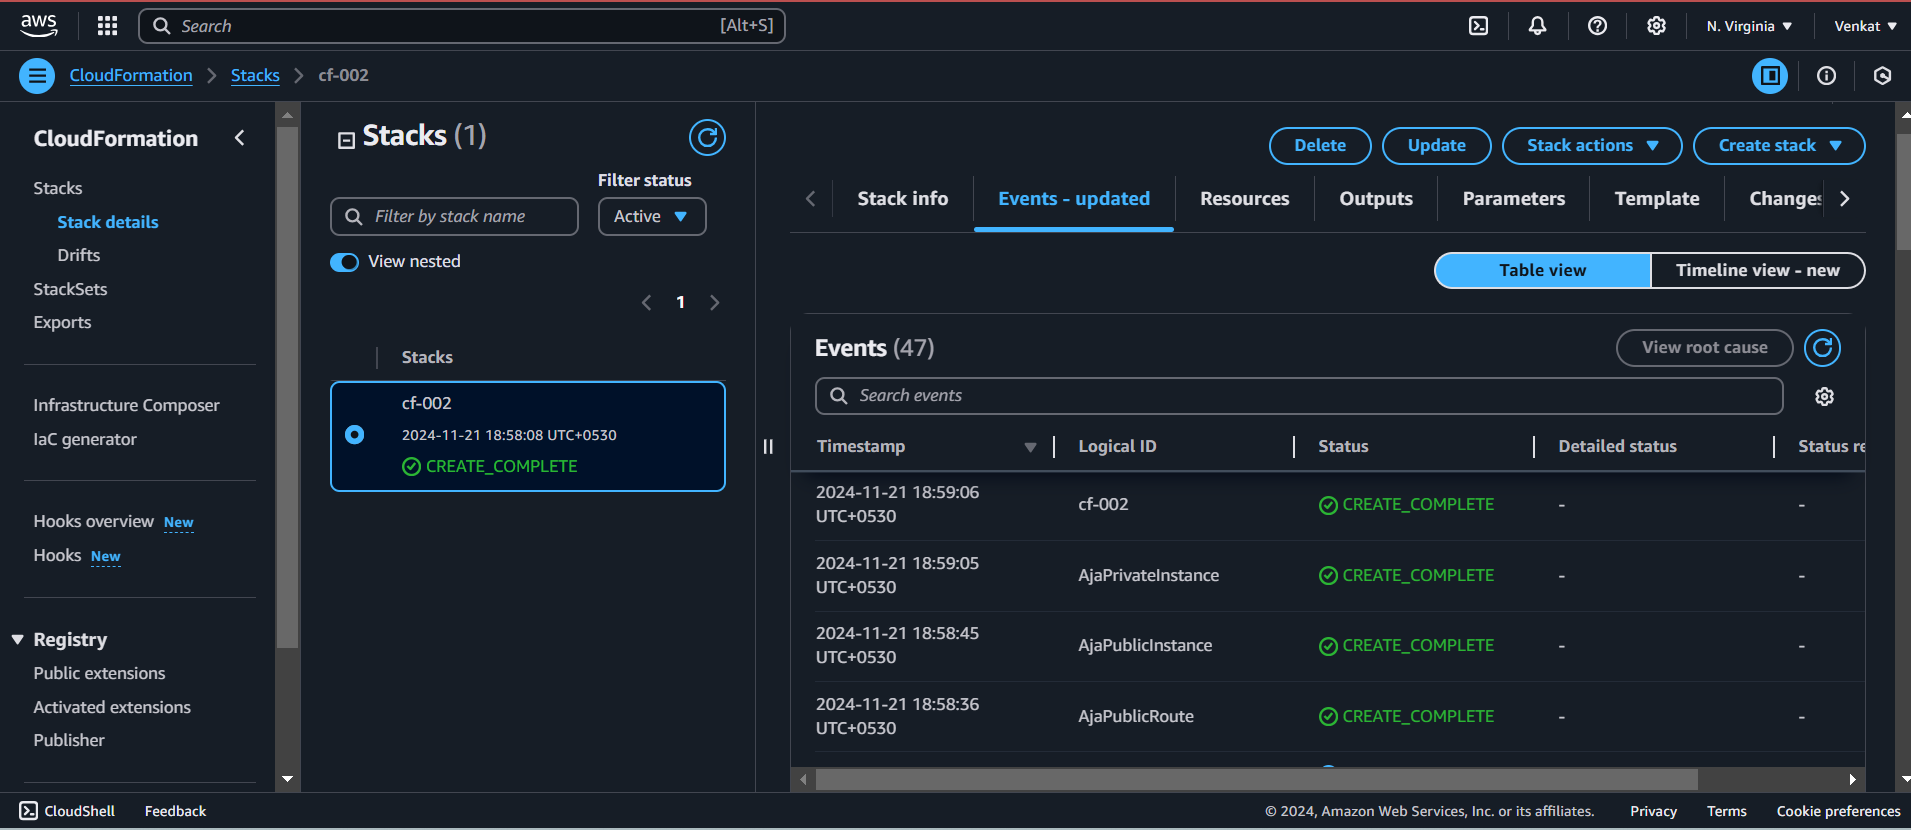 aws
Search [Alt+S]
N. Virginia Venkat
CloudFormation Stacks cf-002
CloudFormation
Stacks
Stack details
Drifts
StackSets
Exports
Infrastructure Composer
IaC generator
Hooks overview New
Hooks New
Registry
Public extensions
Activated extensions
Publisher
Stacks (1)
Filter status
Filter by stack name
Active
View nested
1
Stacks
cf-002
2024-11-21 18:58:08 UTC+0530
CREATE_COMPLETE
Delete Update Stack actions Create stack
Stack info Events - updated Resources Outputs Parameters Template Changes
Table view Timeline view - new
Events (47)
View root cause
Search events
Timestamp Logical ID Status Detailed status Status re
2024-11-21 18:59:06
UTC+0530
cf-002 CREATE_COMPLETE - -
2024-11-21 18:59:05
UTC+0530
AjaPrivateInstance CREATE_COMPLETE - -
2024-11-21 18:58:45
UTC+0530
AjaPublicInstance CREATE_COMPLETE - -
2024-11-21 18:58:36
UTC+0530
AjaPublicRoute CREATE_COMPLETE - -
CloudShell Feedback © 2024, Amazon Web Services, Inc. or its affiliates. Privacy Terms Cookie preferences